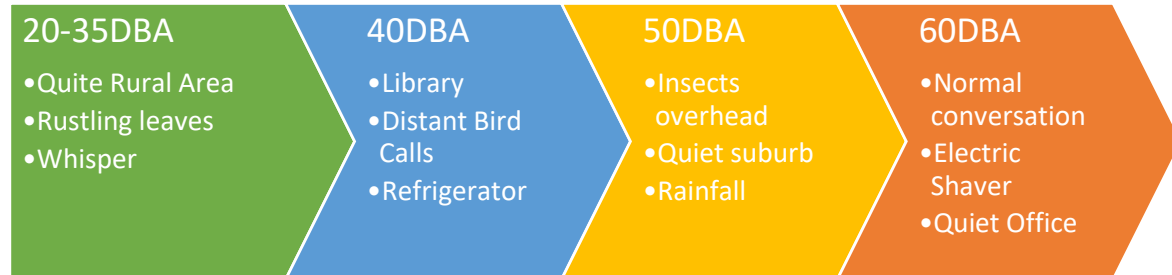 20-35DBA
•Quite Rural Area
•Rustling leaves
•Whisper
40DBA
•Library
•Distant Bird
Calls
•Refrigerator
50DBA
•Insects
overhead
•Quiet suburb
•Rainfall
60DBA
•Normal
conversation
•Electric
Shaver
•Quiet Office